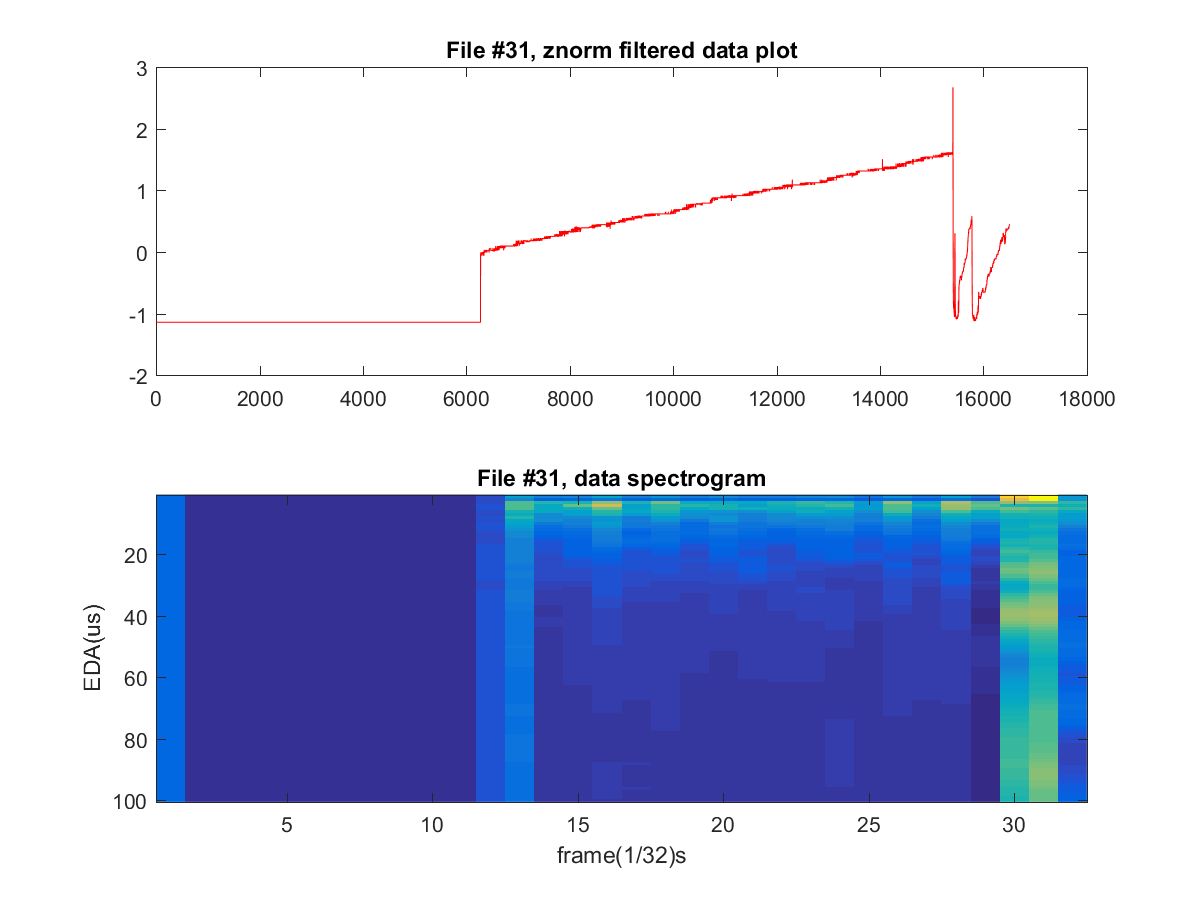 File #31, znorm filtered data plot
3
2
1
0
-1
-2
0 2000 4000 6000 8000 10000 12000 14000 16000 18000
File #31, data spectrogram
20
40
60
80
100
EDA(us)
5 10 15 20 25 30
frame(1/32)s